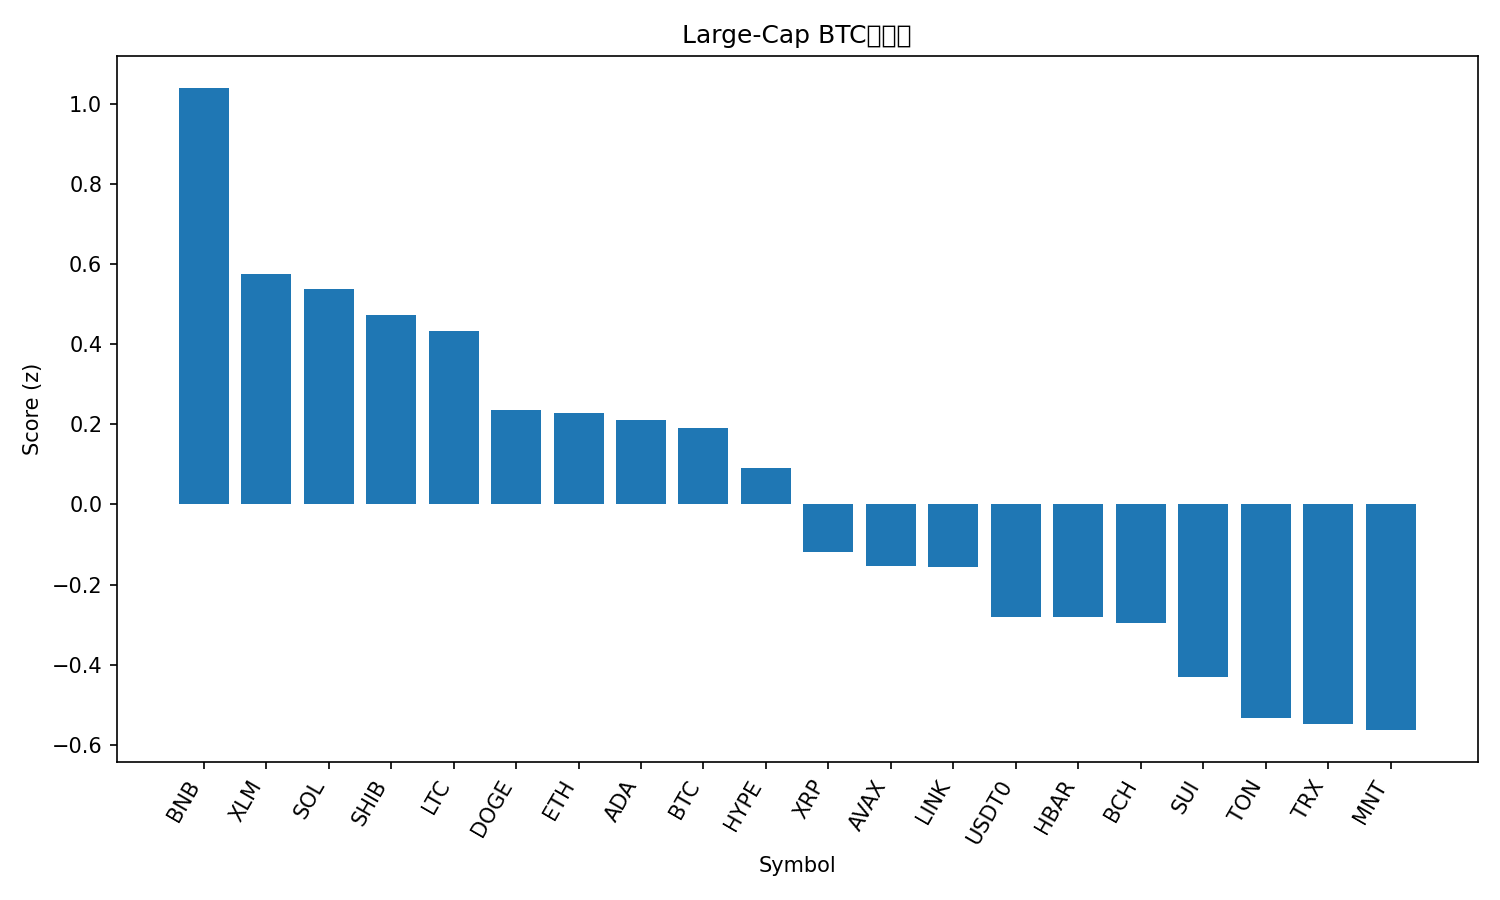 Large-Cap BTC
1.0
0.8
0.6
0.4
0.2
0.0
−0.2
−0.4
−0.6
Score (z)
BNB
XLM
SOL
SHIB
LTC
DOGE
ETH
ADA
BTC
HYPE
XRP
AVAX
LINK
USDT0
HBAR
BCH
SUI
TON
TRX
MNT
Symbol